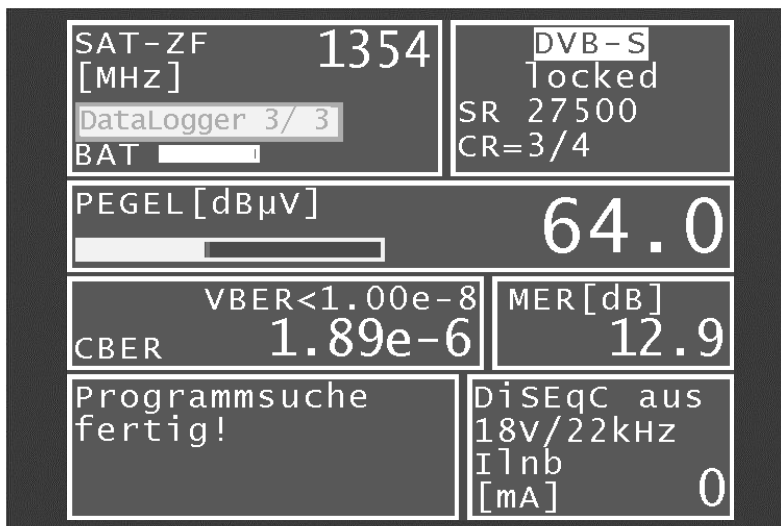 SAT-ZF 1354
[MHz]
DataLogger 3/ 3
BAT
DVB-S
locked
SR 27500
CR=3/4
PEGEL[dBµV] 64.0
VBER<1.00e-8
CBER 1.89e-6
MER[dB]
12.9
Programmsuche
fertig!
DiSEqC aus
18V/22kHz
Ilnb
[mA] 0